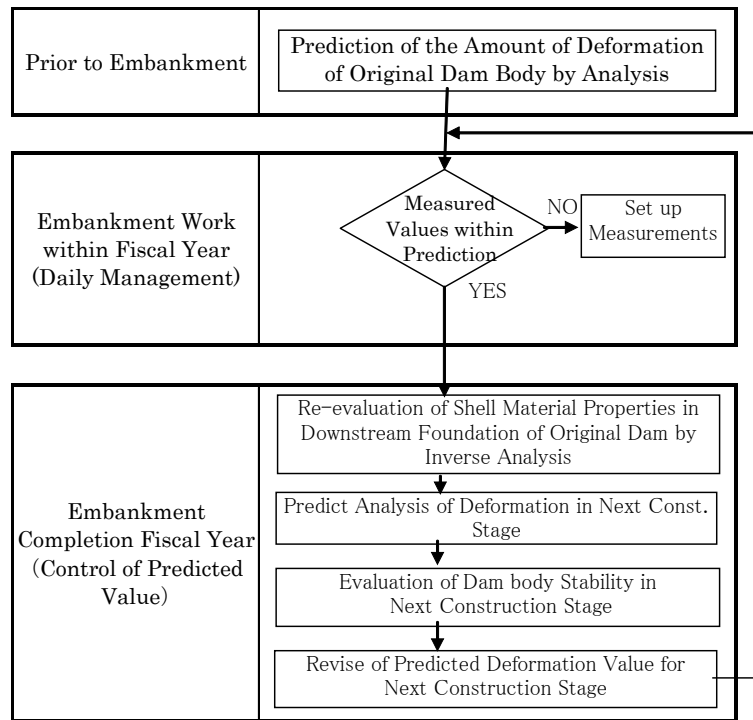 Prior to Embankment
Prediction of the Amount of Deformation
of Original Dam Body by Analysis
Embankment Work
within Fiscal Year
(Daily Management)
Measured
Values within
Prediction
NO
Set up
Measurements
YES
Embankment
Completion Fiscal Year
(Control of Predicted
Value)
Re-evaluation of Shell Material Properties in
Downstream Foundation of Original Dam by
Inverse Analysis
Predict Analysis of Deformation in Next Const.
Stage
Evaluation of Dam body Stability in
Next Construction Stage
Revise of Predicted Deformation Value for
Next Construction Stage